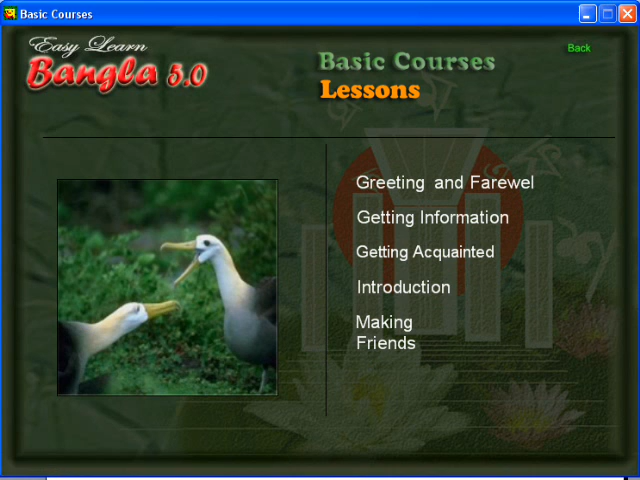 Basic Courses
Easy Learn
Bangla 5.0
Basic Courses
Lessons
Back
Greeting and Farewel
Getting Information
Getting Acquainted
Introduction
Making
Friends